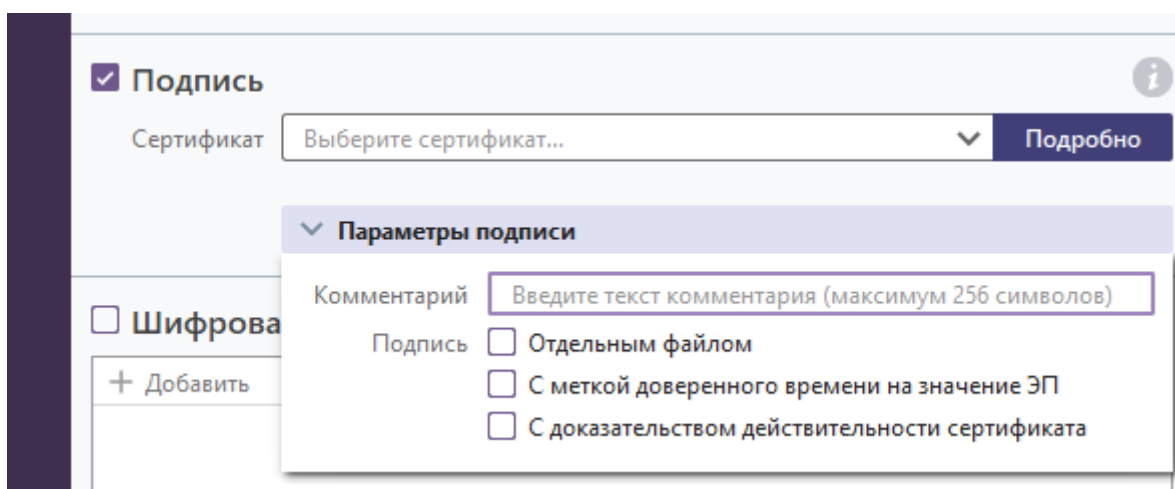 Подпись
Сертификат Выберите сертификат... Подробно
Параметры подписи
Комментарий Введите текст комментария (максимум 256 символов)
Шифрова
Подпись Отдельным файлом
+ Добавить
С меткой доверенного времени на значение ЭП
С доказательством действительности сертификата